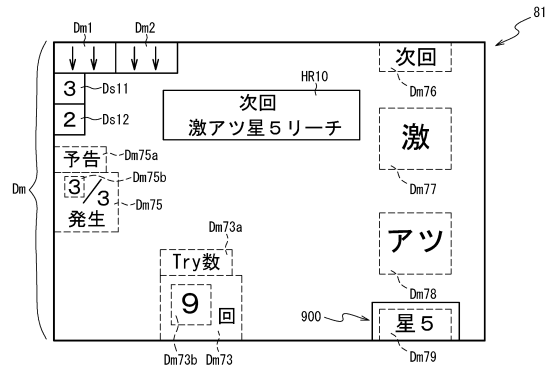 81
Dm1
Dm2
Dm
3
Ds11
2
Ds12
HR10
次回
激アツ星5リーチ
次回
Dm76
激
Dm77
アツ
Dm78
900
星5
Dm79
予告
Dm75a
3/3
Dm75b
Dm75
発生
Dm73a
Try数
9
回
Dm73b
Dm73